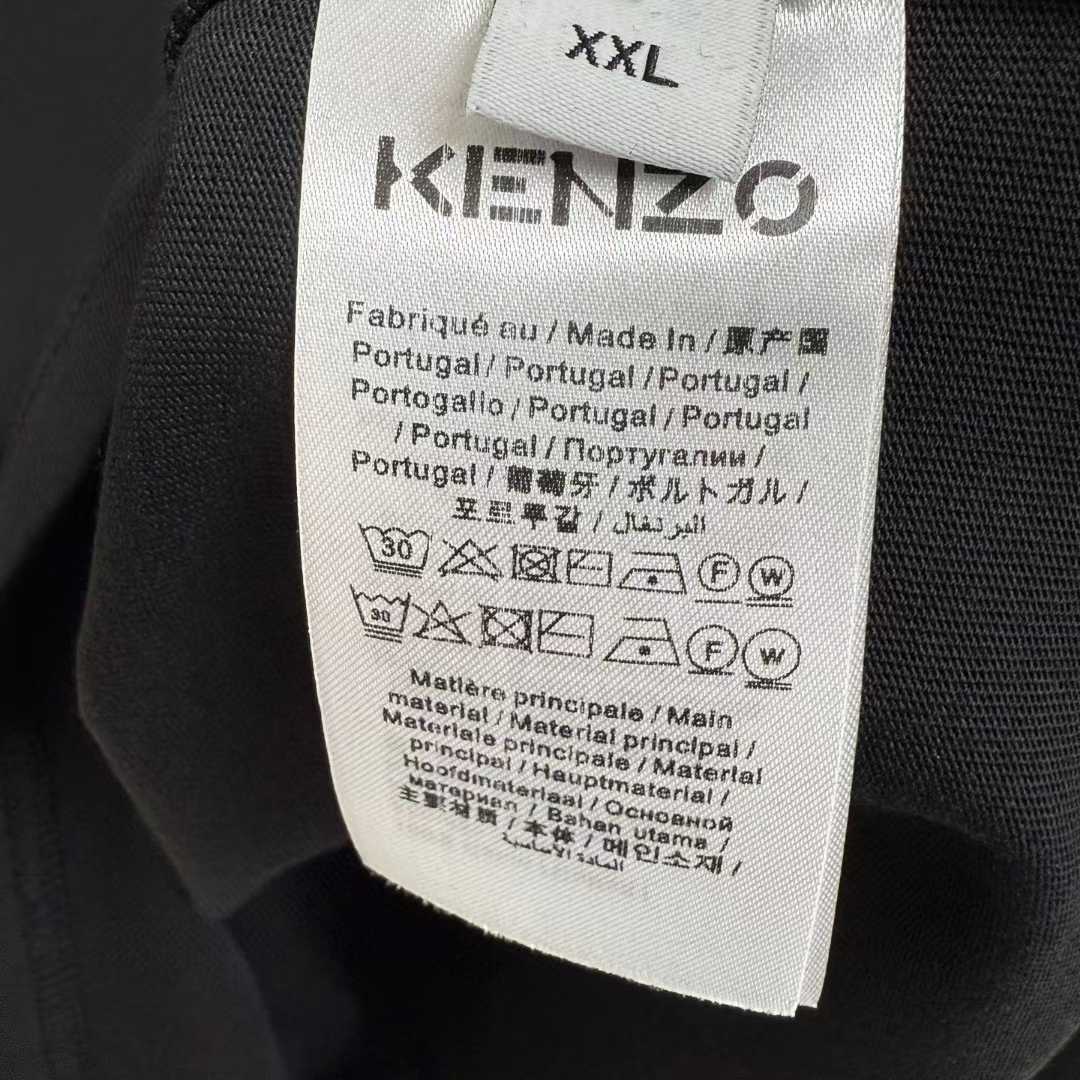 XXL
KENZO
Fabriqué au / Made In / 原产国
Portugal / Portugal / Portugal /
Portogallo / Portugal / Portugal
/ Portugal / Португалии /
Portugal / 葡萄牙 / ポルトガル /
포르투갈 / البرتغال
30 F W
30 F W
Matière principale / Main
material / Material principal /
Materiale principale / Material
principal / Hauptmaterial /
Hoofdmateriaal / Основной
материал / Bahan utama /
主要材质 / 本体 / 메인소재 /
المادة الأساسية